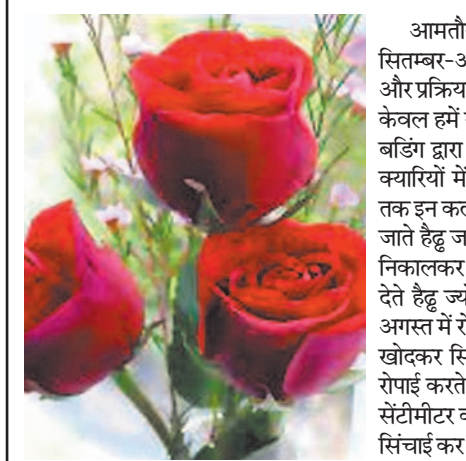 आमतौ
सितम्बर-अ
और प्रक्रिय
केवल हमें
बडिंग द्वारा
क्यारियों में
तक इन कल
जाते हैढ्ढ ज
निकालकर
देते हैढ्ढ ज्ये
अगस्त में रो
खोदकर सि
रोपाई करते
सेंटीमीटर व
सिंचाई कर